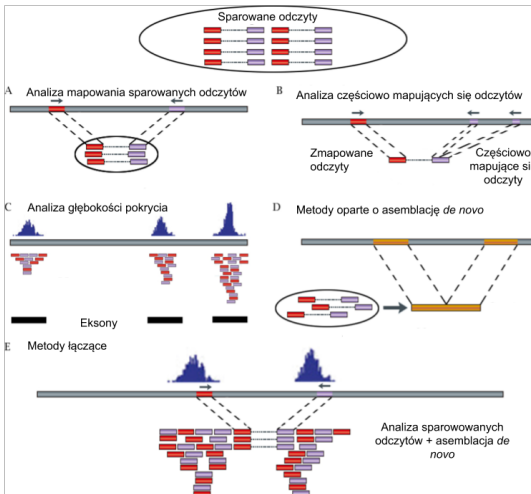 Sparowane odczyty
A
Analiza mapowania sparowanych odczytów
B
Analiza częściowo mapujących się odczytów
Zmapowane
odczyty
Częściowo
mapujące si
odczyty
C
Analiza głębokości pokrycia
Eksony
D
Metody oparte o asemblację de novo
E
Metody łączące
Analiza sparowowanych
odczytów + asemblacja de
novo